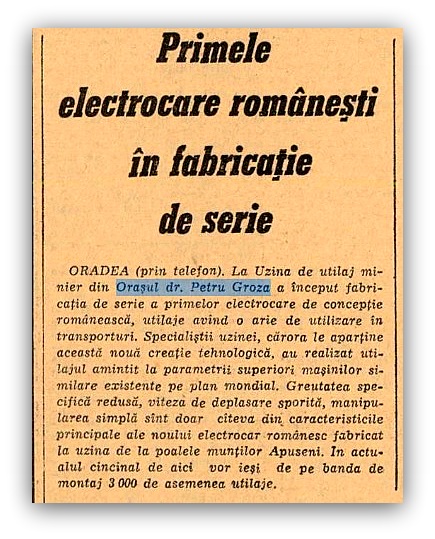 Primele
electrocare românești
în fabricație
de serie
ORADEA (prin telefon). La Uzina de utilaj mi-
nier din Orașul dr. Petru Groza a început fabri-
cația de serie a primelor electrocare de concepție
românească, utilaje avînd o arie de utilizare în
transporturi. Specialiștii uzinei, cărora le aparține
această nouă creație tehnologică, au realizat uti-
lajul amintit la parametrii superiori mașinilor si-
milare existente pe plan mondial. Greutatea spe-
cifică redusă, viteza de deplasare sporită, manipu-
larea simplă sînt doar cîteva din caracteristicile
principale ale noului electrocar românesc fabricat
la uzina de la poalele munților Apuseni. In actu-
alul cincinal de aici vor ieși de pe banda de
montaj 3 000 de asemenea utilaje.